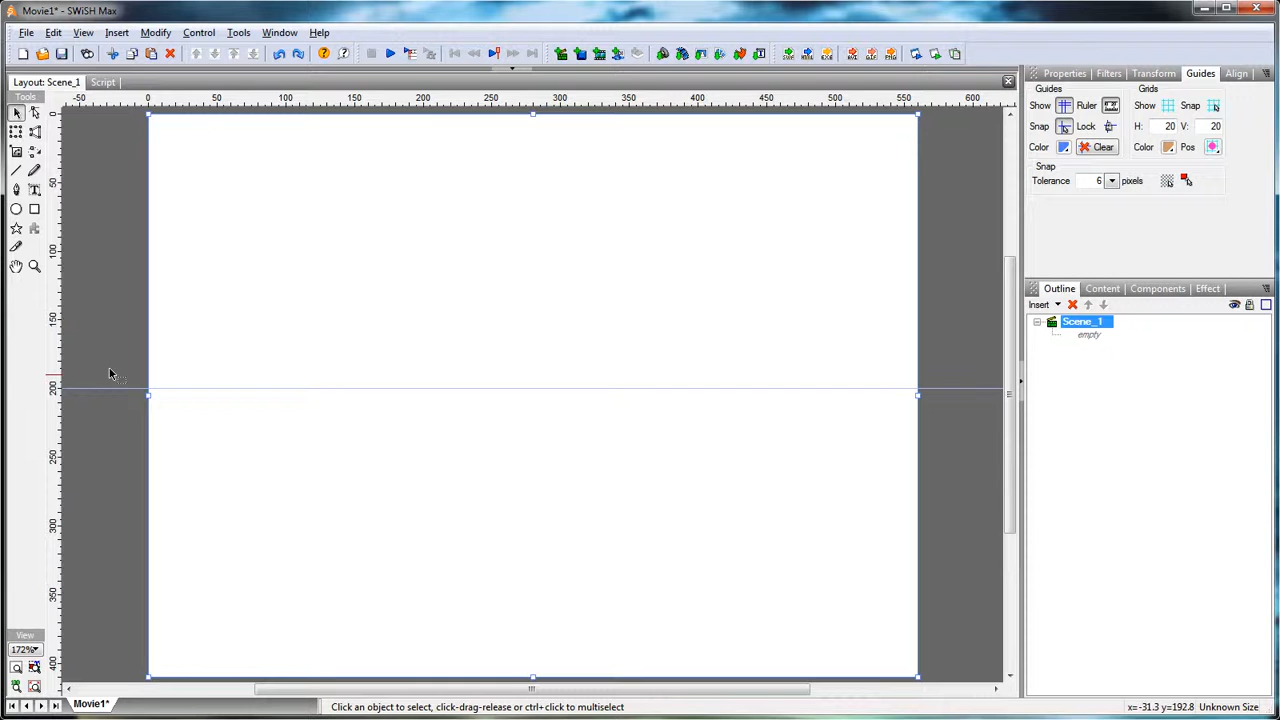 Movie1* - SWiSH Max
File Edit View Insert Modify Control Tools Window Help
Layout: Scene_1 Script
Tools
-50 0 50 100 150 200 250 300 350 400 450 500 550 600
0
50
100
150
200
250
300
350
400
View
172%
Movie1*
Click an object to select, click-drag-release or ctrl+click to multiselect
x=-31.3 y=192.8 Unknown Size
Properties Filters Transform Guides Align
Guides Grids
Show Ruler Show Snap
Snap Lock H: 20 V: 20
Color Clear Color Pos
Snap
Tolerance 6 pixels
Outline Content Components Effect
Insert
Scene_1
empty